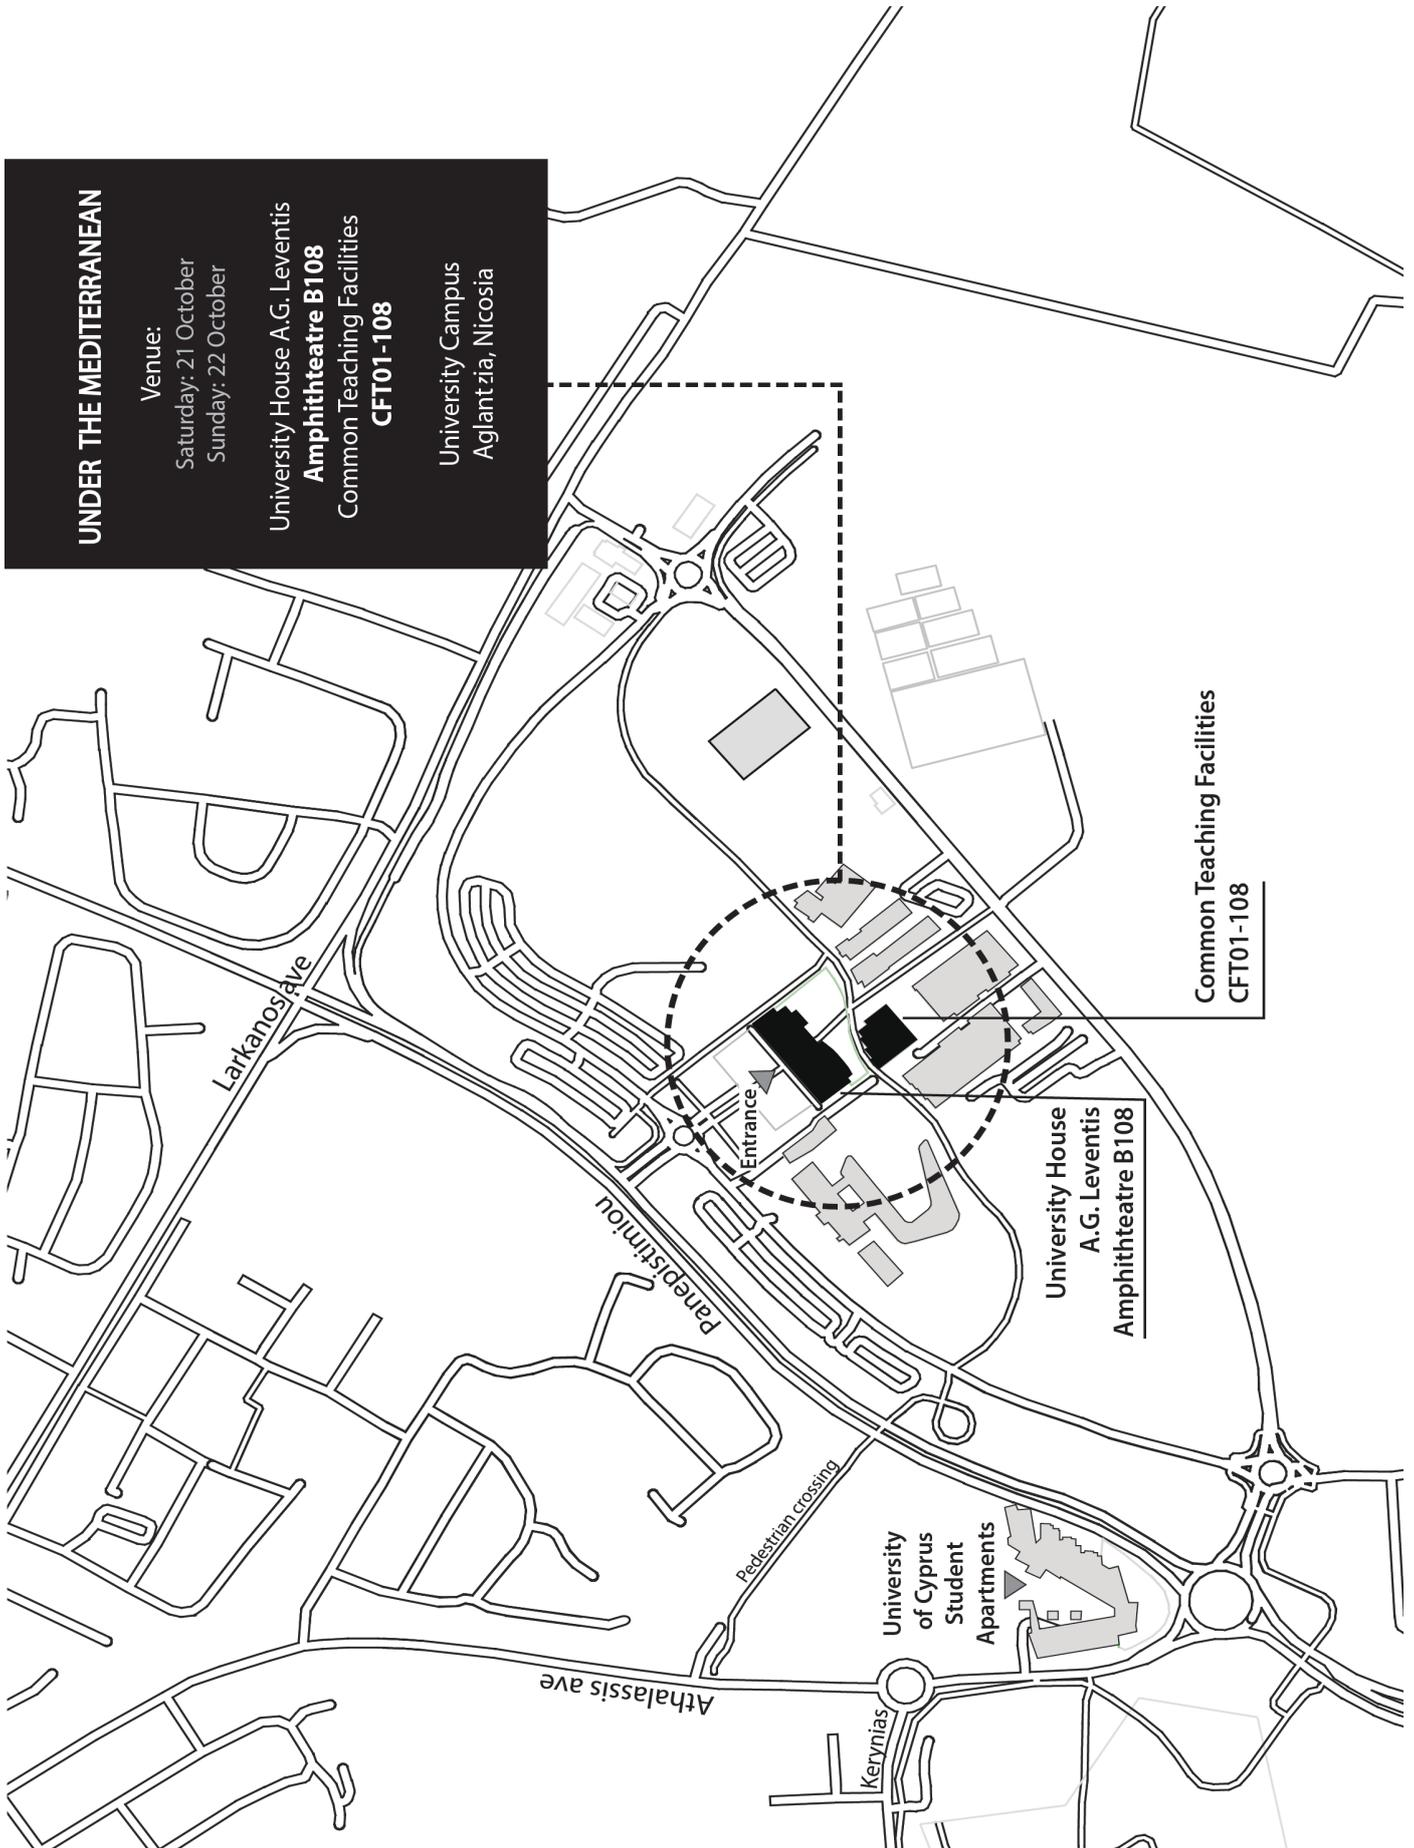 UNDER THE MEDITERRANEAN
Venue:
Saturday: 21 October
Sunday: 22 October
University House A.G. Leventis
Amphithteatre B108
Common Teaching Facilities
CFT01-108
University Campus
Aglantzia, Nicosia
Larkanos ave
Panepistimiou
Entrance
Common Teaching Facilities
CFT01-108
University House
A.G. Leventis
Amphithteatre B108
Pedestrian crossing
University
of Cyprus
Student
Apartments
Athalassis ave
Kerynias